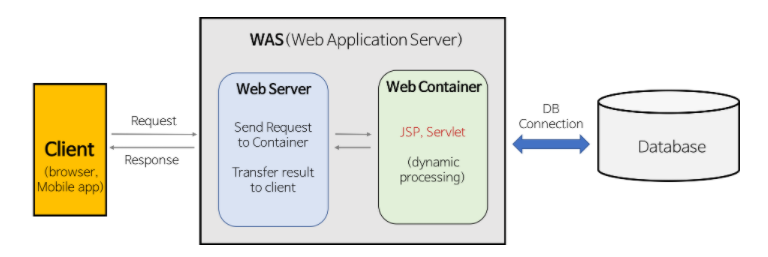 WAS (Web Application Server)
Client
(browser,
Mobile app)
Request
Response
Web Server
Send Request
to Container
Transfer result
to client
Web Container
JSP, Servlet
(dynamic
processing)
DB
Connection
Database